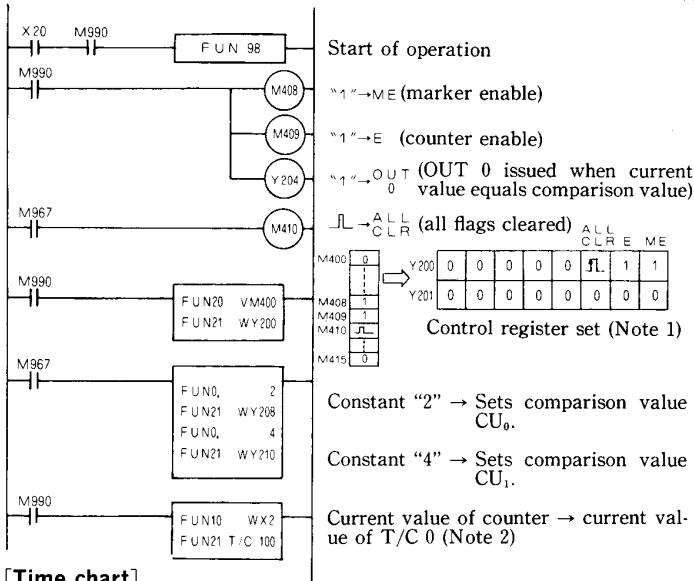 X20 M990
FUN 98
Start of operation
M990
M408
"1"→ME (marker enable)
M409
"1"→E (counter enable)
Y204
"1"→OUT 0 (OUT 0 issued when current value equals comparison value)
M967
M410
→ALL CLR (all flags cleared)
ALL
CLR E ME
M400 0
Y200 0 0 0 0 0 1 1
Y201 0 0 0 0 0 0 0 0
M408 1
M409 1
M410
M415 0
Control register set (Note 1)
M990
FUN20 VM400
FUN21 WY200
M967
FUN0. 2
FUN21 WY208
FUN0. 4
FUN21 WY210
Constant "2" → Sets comparison value
CU₀.
Constant "4" → Sets comparison value
CU₁.
M990
FUN10 WX2
FUN21 T/C 100
Current value of counter → current val-
ue of T/C 0 (Note 2)
[Time chart]